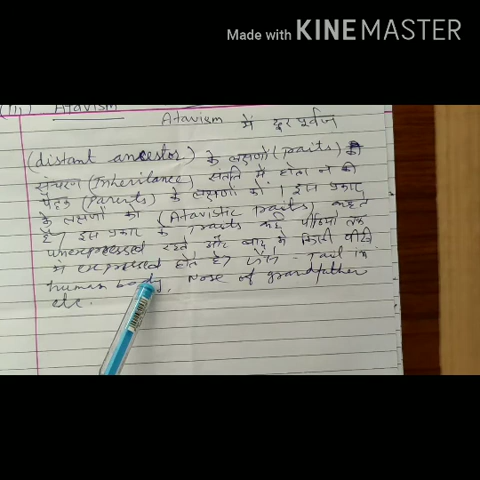 Made with KINEMASTER
(iii) Atavism
Atavism में दूर पूर्वज
(distant ancestor) के लक्षणों (traits) का
संचरण (Inheritance) संतति में होता न की
पैतृक (Parents) के लक्षणों का। इस प्रकार
के लक्षणों को (Atavistic traits) कहते
है। इस प्रकार के traits कई पीढियों तक
unexpressed रहते और बाद में किसी पीढी
में expressed होते है। जैसे - Tail in
human body, Nose of grandfather
etc.